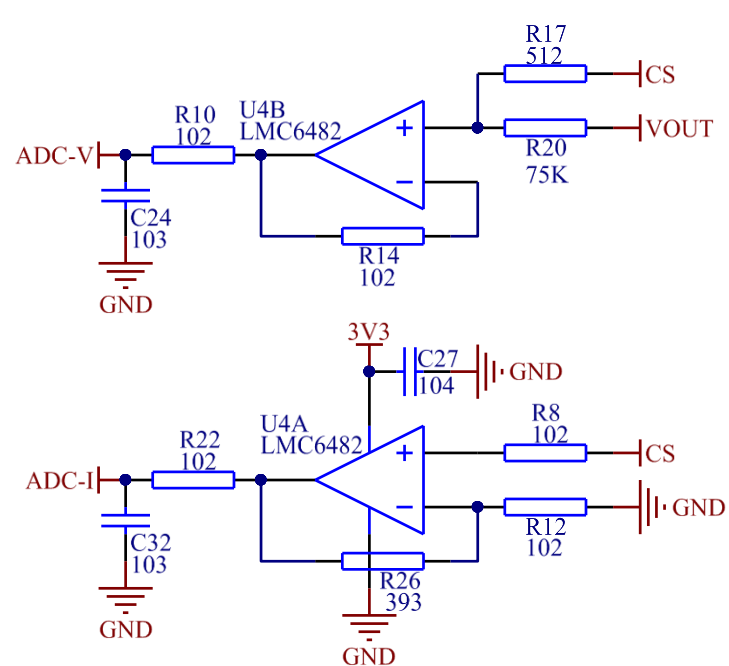 R17
512
CS
R10
102
U4B
LMC6482
+
ADC-V
VOUT
R20
75K
−
C24
103
R14
102
GND
3V3
C27
104
GND
R8
102
U4A
LMC6482
R22
102
+
CS
ADC-I
−
GND
R12
102
C32
103
R26
393
GND
GND